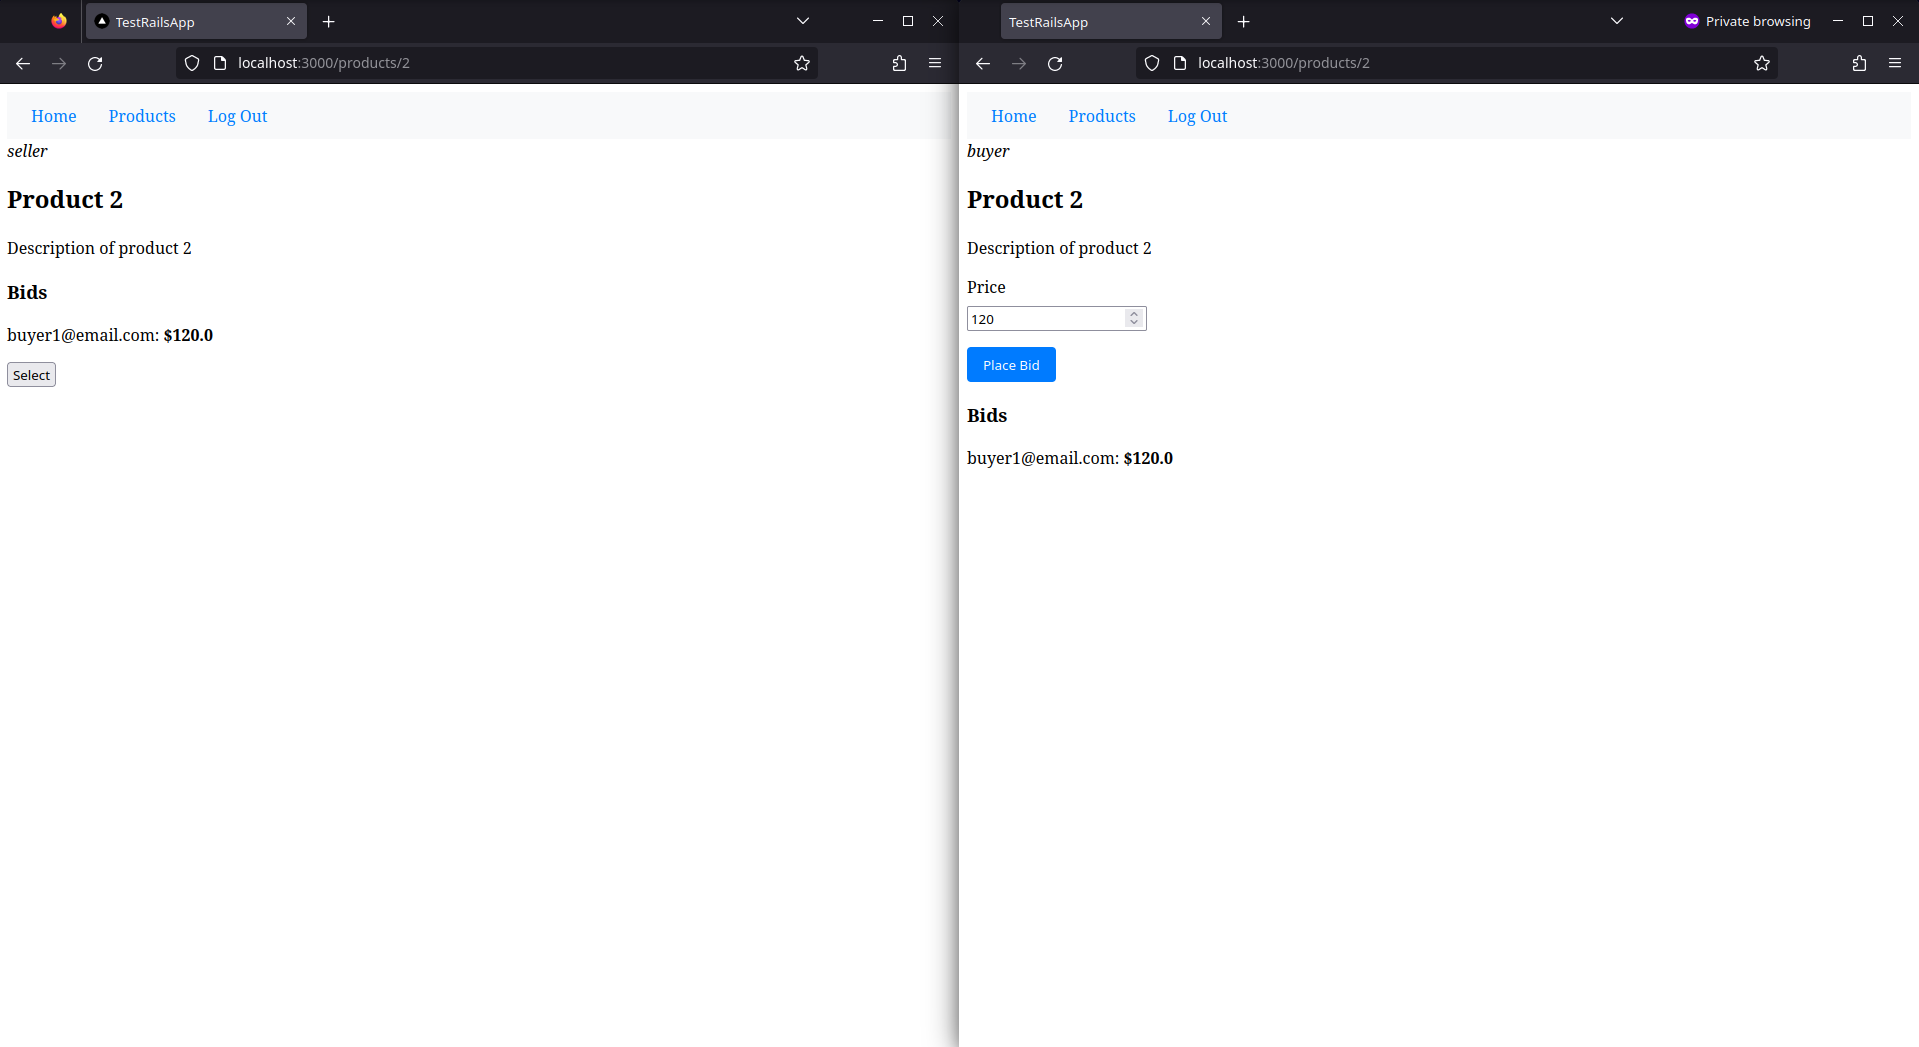 TestRailsApp
localhost:3000/products/2
Home Products Log Out
seller
Product 2
Description of product 2
Bids
buyer1@email.com: $120.0
Select
TestRailsApp
Private browsing
localhost:3000/products/2
Home Products Log Out
buyer
Product 2
Description of product 2
Price
120
Place Bid
Bids
buyer1@email.com: $120.0